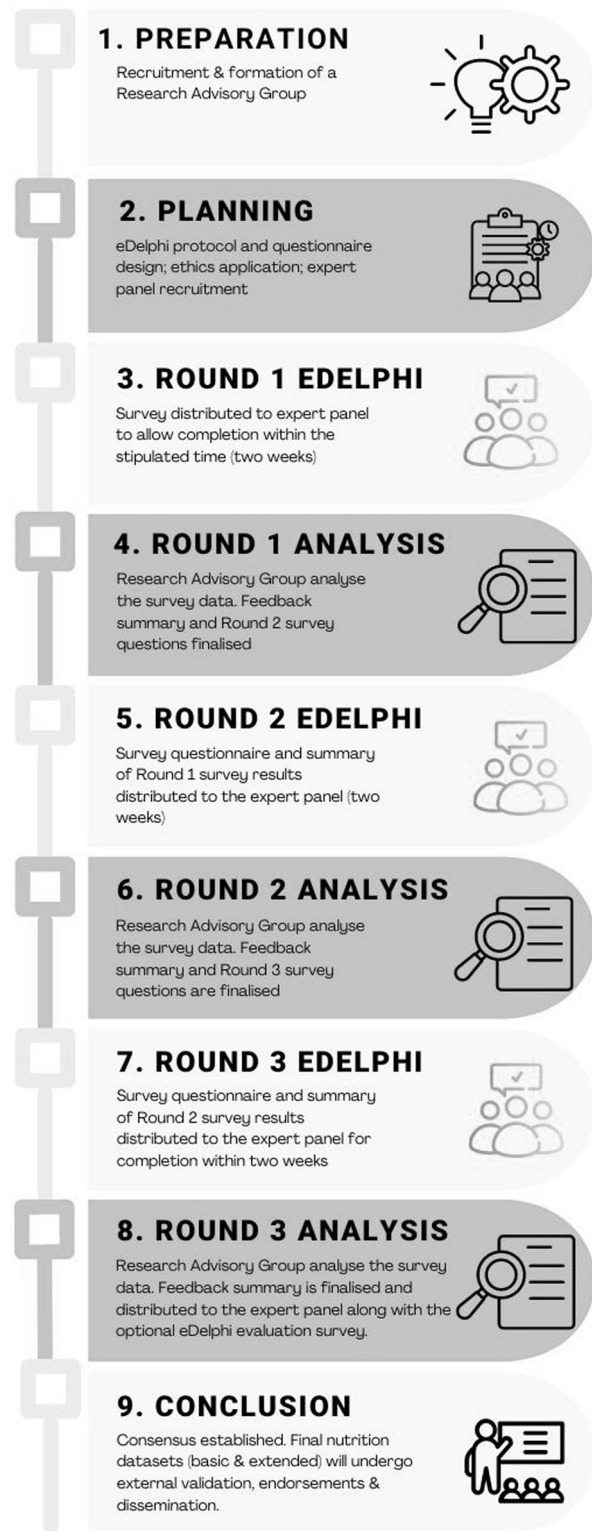 1. PREPARATION
Recruitment & formation of a
Research Advisory Group
2. PLANNING
eDelphi protocol and questionnaire
design; ethics application; expert
panel recruitment
3. ROUND 1 EDELPHI
Survey distributed to expert panel
to allow completion within the
stipulated time (two weeks)
4. ROUND 1 ANALYSIS
Research Advisory Group analyse
the survey data. Feedback
summary and Round 2 survey
questions finalised
5. ROUND 2 EDELPHI
Survey questionnaire and summary
of Round 1 survey results
distributed to the expert panel (two
weeks)
6. ROUND 2 ANALYSIS
Research Advisory Group analyse
the survey data. Feedback
summary and Round 3 survey
questions are finalised
7. ROUND 3 EDELPHI
Survey questionnaire and summary
of Round 2 survey results
distributed to the expert panel for
completion within two weeks
8. ROUND 3 ANALYSIS
Research Advisory Group analyse the survey
data. Feedback summary is finalised and
distributed to the expert panel along with the
optional eDelphi evaluation survey.
9. CONCLUSION
Consensus established. Final nutrition
datasets (basic & extended) will undergo
external validation, endorsements &
dissemination.